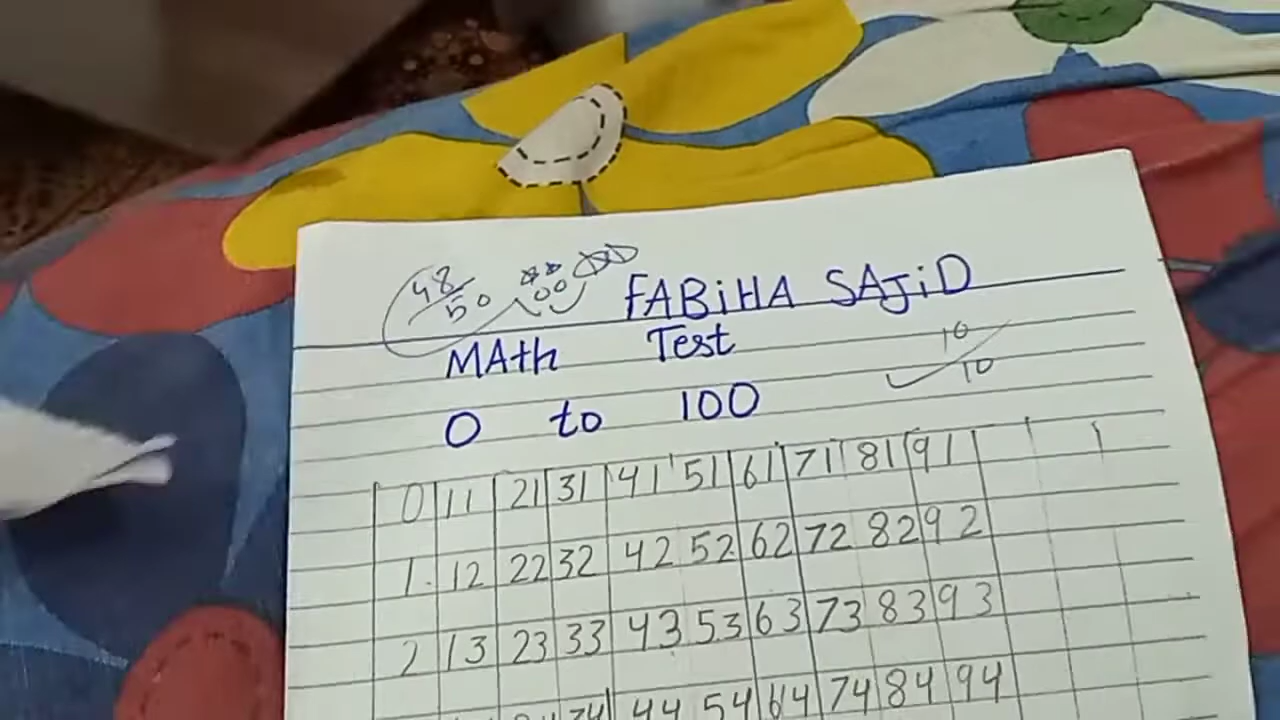 48/50
FABiHA SAJiD
MAth Test
10/10
0 to 100
0 11 21 31 41 51 61 71 81 91
1 12 22 32 42 52 62 72 82 92
2 13 23 33 43 53 63 73 83 93
34 44 54 64 74 84 94